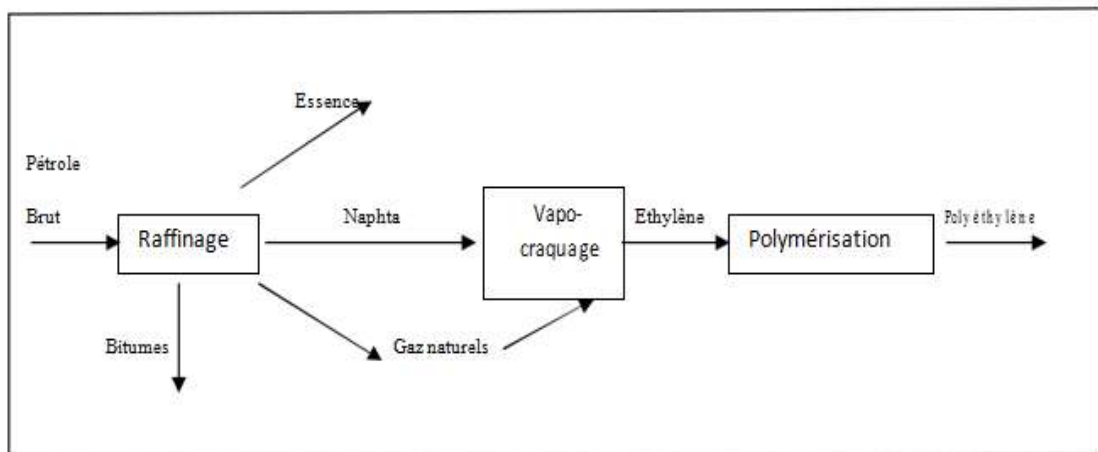 Essence
Pétrole
Brut
Raffinage
Naphta
Vapo-
craquage
Ethylène
Polymérisation
Polyéthylène
Bitumes
Gaz naturels